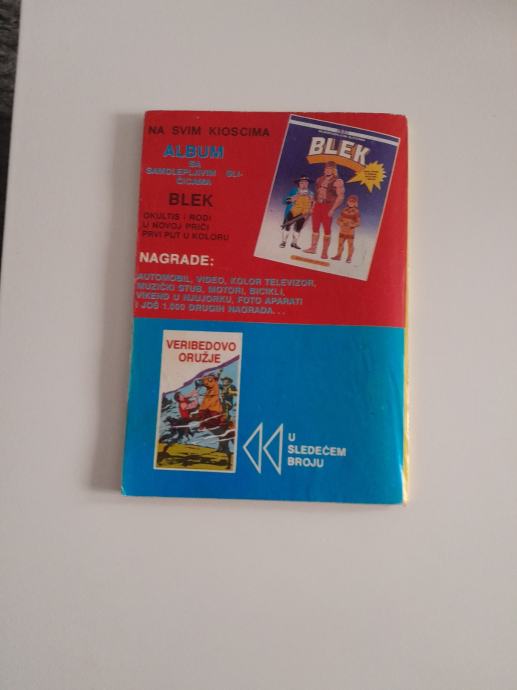 NA SVIM KIOSCIMA
ALBUM
SA
SAMOLEPLJIVIM SLI-
ČICAMA
BLEK
OKULTIS I RODI
U NOVOJ PRIČI
PRVI PUT U KOLORU
NAGRADE:
AUTOMOBIL, VIDEO, KOLOR TELEVIZOR,
MUZIČKI STUB, MOTORI, BICIKLI,
VIKEND U NJUJORKU, FOTO APARATI
I JOŠ 1.000 DRUGIH NAGRADA...
BLEK
VERIBEDOVO
ORUŽJE
U
SLEDEĆEM
BROJU